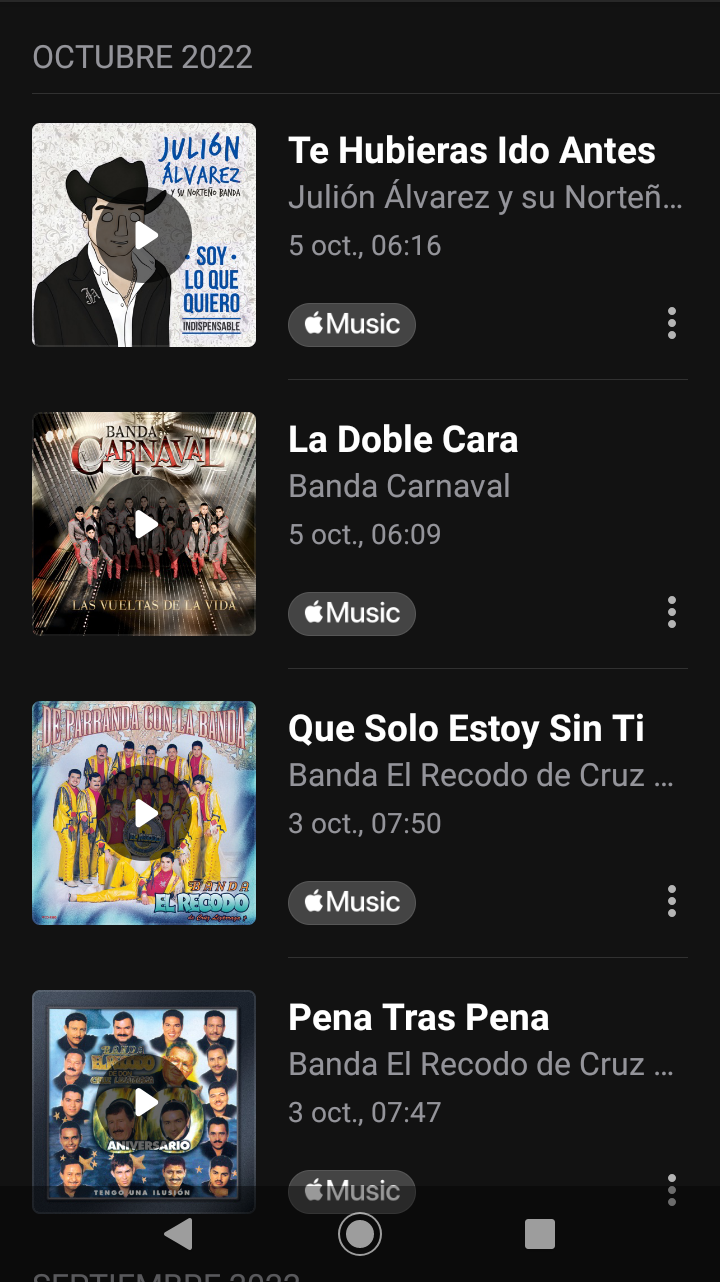 OCTUBRE 2022
JULIÓN
ÁLVAREZ
Y SU NORTEÑO BANDA
• SOY •
LO QUE
QUIERO
INDISPENSABLE
Te Hubieras Ido Antes
Julión Álvarez y su Norteñ...
5 oct., 06:16
Music
BANDA
CARNAVAL
LAS VUELTAS DE LA VIDA
La Doble Cara
Banda Carnaval
5 oct., 06:09
Music
DE PARRANDA CON LA BANDA
BANDA
EL RECODO
Que Solo Estoy Sin Ti
Banda El Recodo de Cruz ...
3 oct., 07:50
Music
BANDA
EL RECODO
ANIVERSARIO
TENGO UNA ILUSIÓN
Pena Tras Pena
Banda El Recodo de Cruz ...
3 oct., 07:47
Music
SEPTIEMBRE 2022